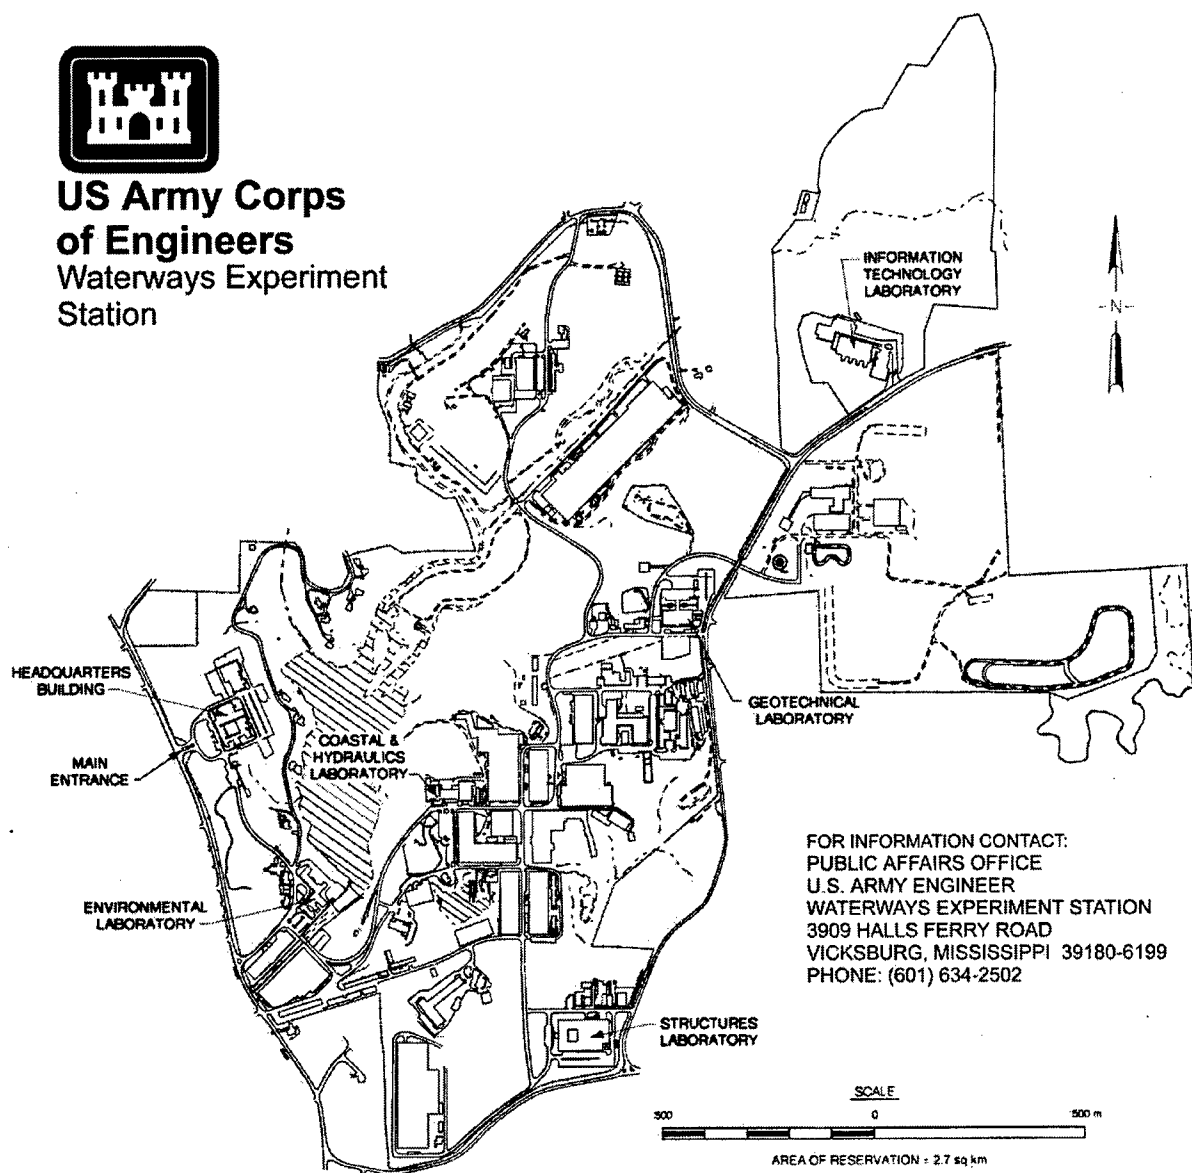 US Army Corps
of Engineers
Waterways Experiment
Station
INFORMATION
TECHNOLOGY
LABORATORY
-N-
HEADQUARTERS
BUILDING
MAIN
ENTRANCE
COASTAL &
HYDRAULICS
LABORATORY
GEOTECHNICAL
LABORATORY
ENVIRONMENTAL
LABORATORY
STRUCTURES
LABORATORY
FOR INFORMATION CONTACT:
PUBLIC AFFAIRS OFFICE
U.S. ARMY ENGINEER
WATERWAYS EXPERIMENT STATION
3909 HALLS FERRY ROAD
VICKSBURG, MISSISSIPPI 39180-6199
PHONE: (601) 634-2502
SCALE
500 0 500 m
AREA OF RESERVATION = 2.7 sq km